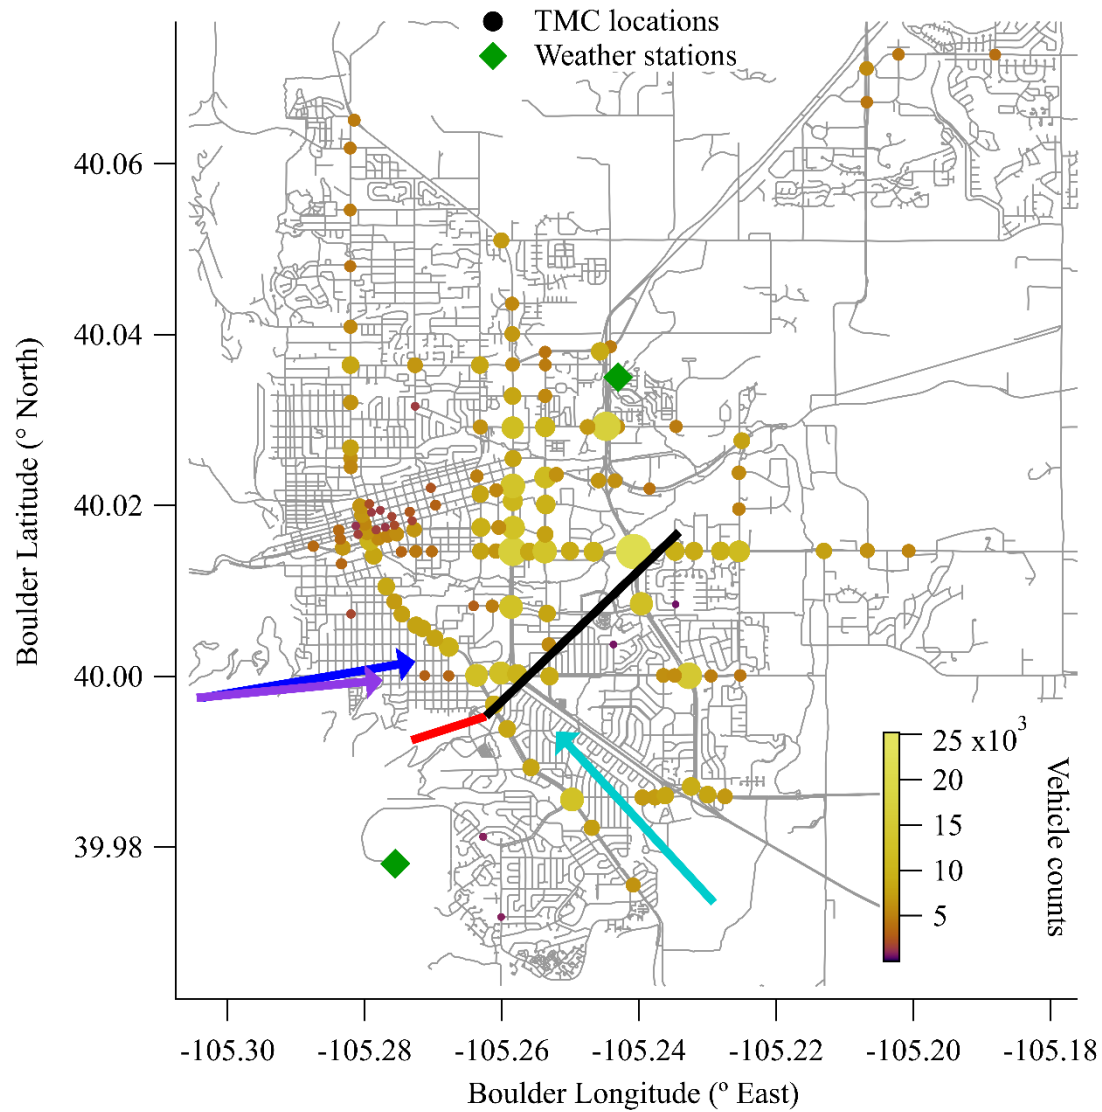 TMC locations
Weather stations
40.06
40.04
40.02
40.00
39.98
Boulder Latitude (° North)
25 x10³
20
15
10
5
Vehicle counts
-105.30 -105.28 -105.26 -105.24 -105.22 -105.20 -105.18
Boulder Longitude (º East)